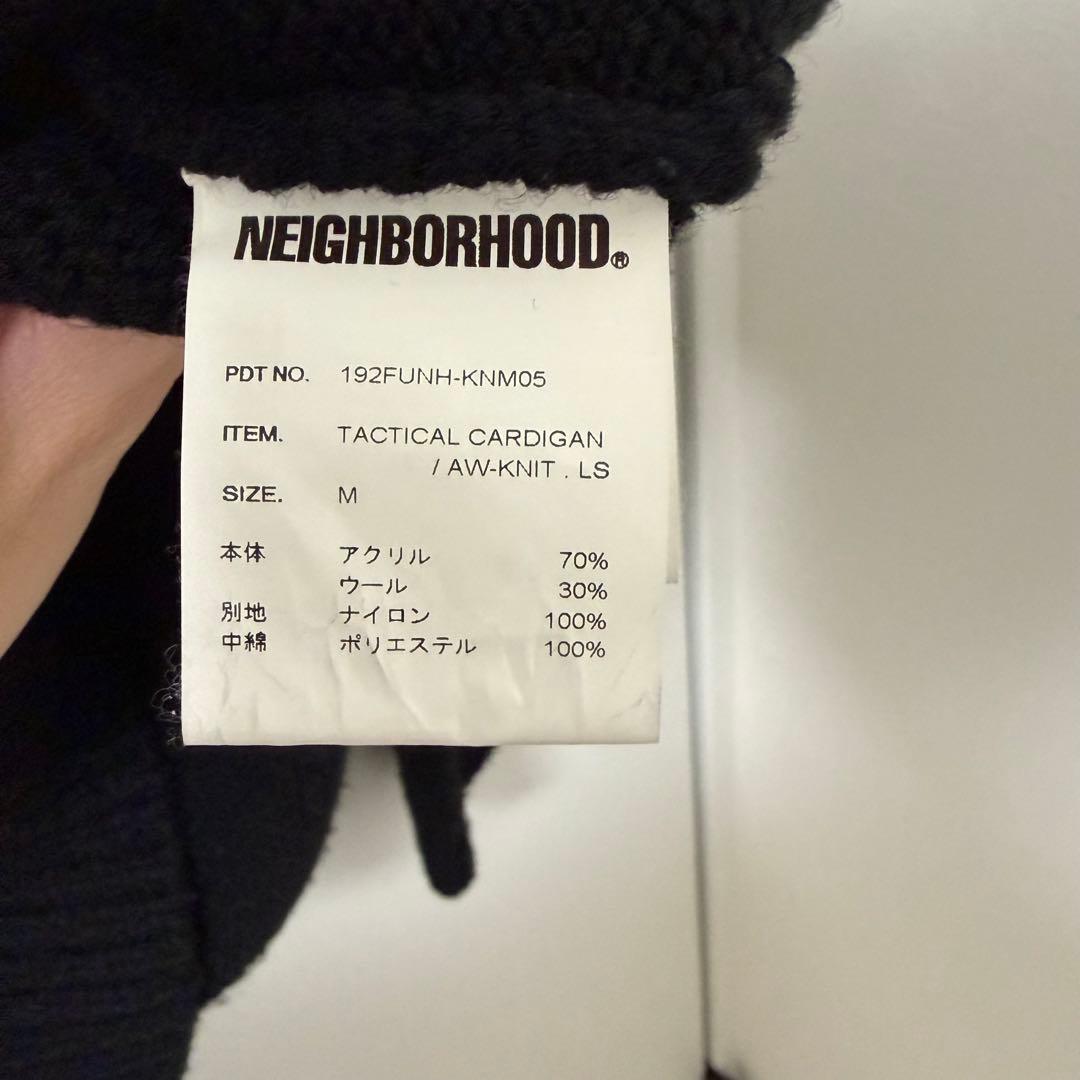 NEIGHBORHOOD®
PDT NO. 192FUNH-KNM05
ITEM. TACTICAL CARDIGAN
/ AW-KNIT . LS
SIZE. M
本体 アクリル 70%
ウール 30%
別地 ナイロン 100%
中綿 ポリエステル 100%